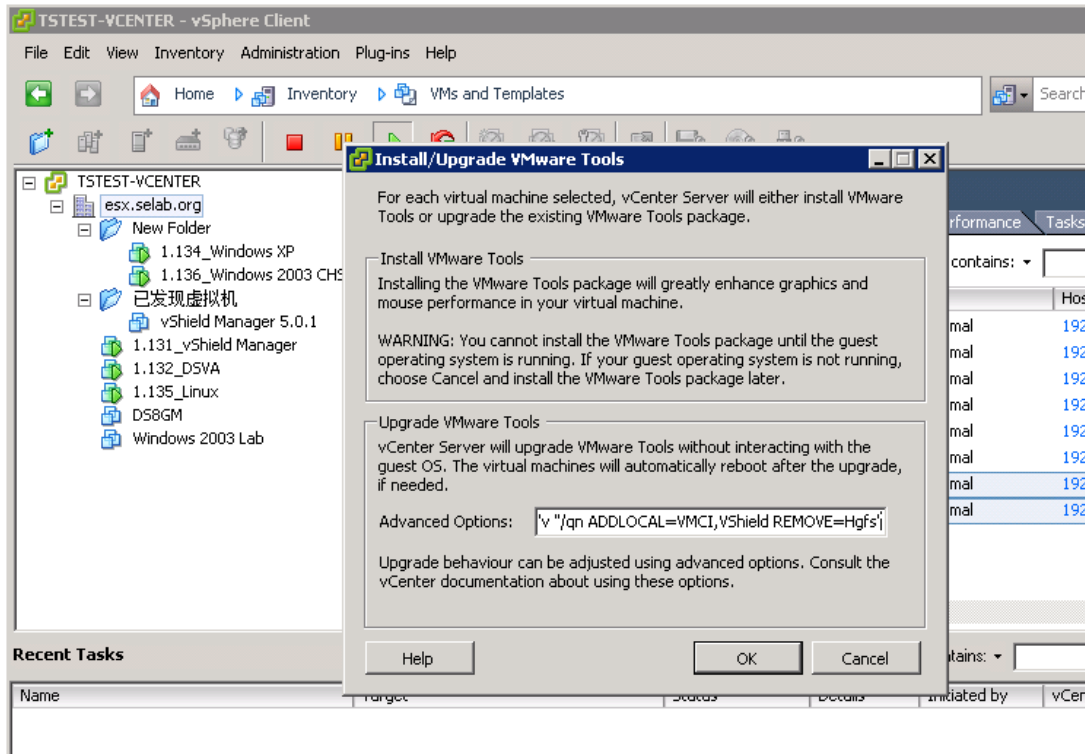 TSTEST-VCENTER - vSphere Client
File Edit View Inventory Administration Plug-ins Help
Home Inventory VMs and Templates Search
TSTEST-VCENTER
esx.selab.org
New Folder
1.134_Windows XP
1.136_Windows 2003 CHS
已发现虚拟机
vShield Manager 5.0.1
1.131_vShield Manager
1.132_DSVA
1.135_Linux
DS8GM
Windows 2003 Lab
Install/Upgrade VMware Tools
For each virtual machine selected, vCenter Server will either install VMware
Tools or upgrade the existing VMware Tools package.
Install VMware Tools
Installing the VMware Tools package will greatly enhance graphics and
mouse performance in your virtual machine.
WARNING: You cannot install the VMware Tools package until the guest
operating system is running. If your guest operating system is not running,
choose Cancel and install the VMware Tools package later.
Upgrade VMware Tools
vCenter Server will upgrade VMware Tools without interacting with the
guest OS. The virtual machines will automatically reboot after the upgrade,
if needed.
Advanced Options: 'v "/qn ADDLOCAL=VMCI,VShield REMOVE=Hgfs'
Upgrade behaviour can be adjusted using advanced options. Consult the
vCenter documentation about using these options.
Help OK Cancel
rformance Tasks
contains:
Hos
mal 192
mal 192
mal 192
mal 192
mal 192
mal 192
mal 192
mal 192
Recent Tasks
ntains:
Name Target Status Details Initiated by vCen